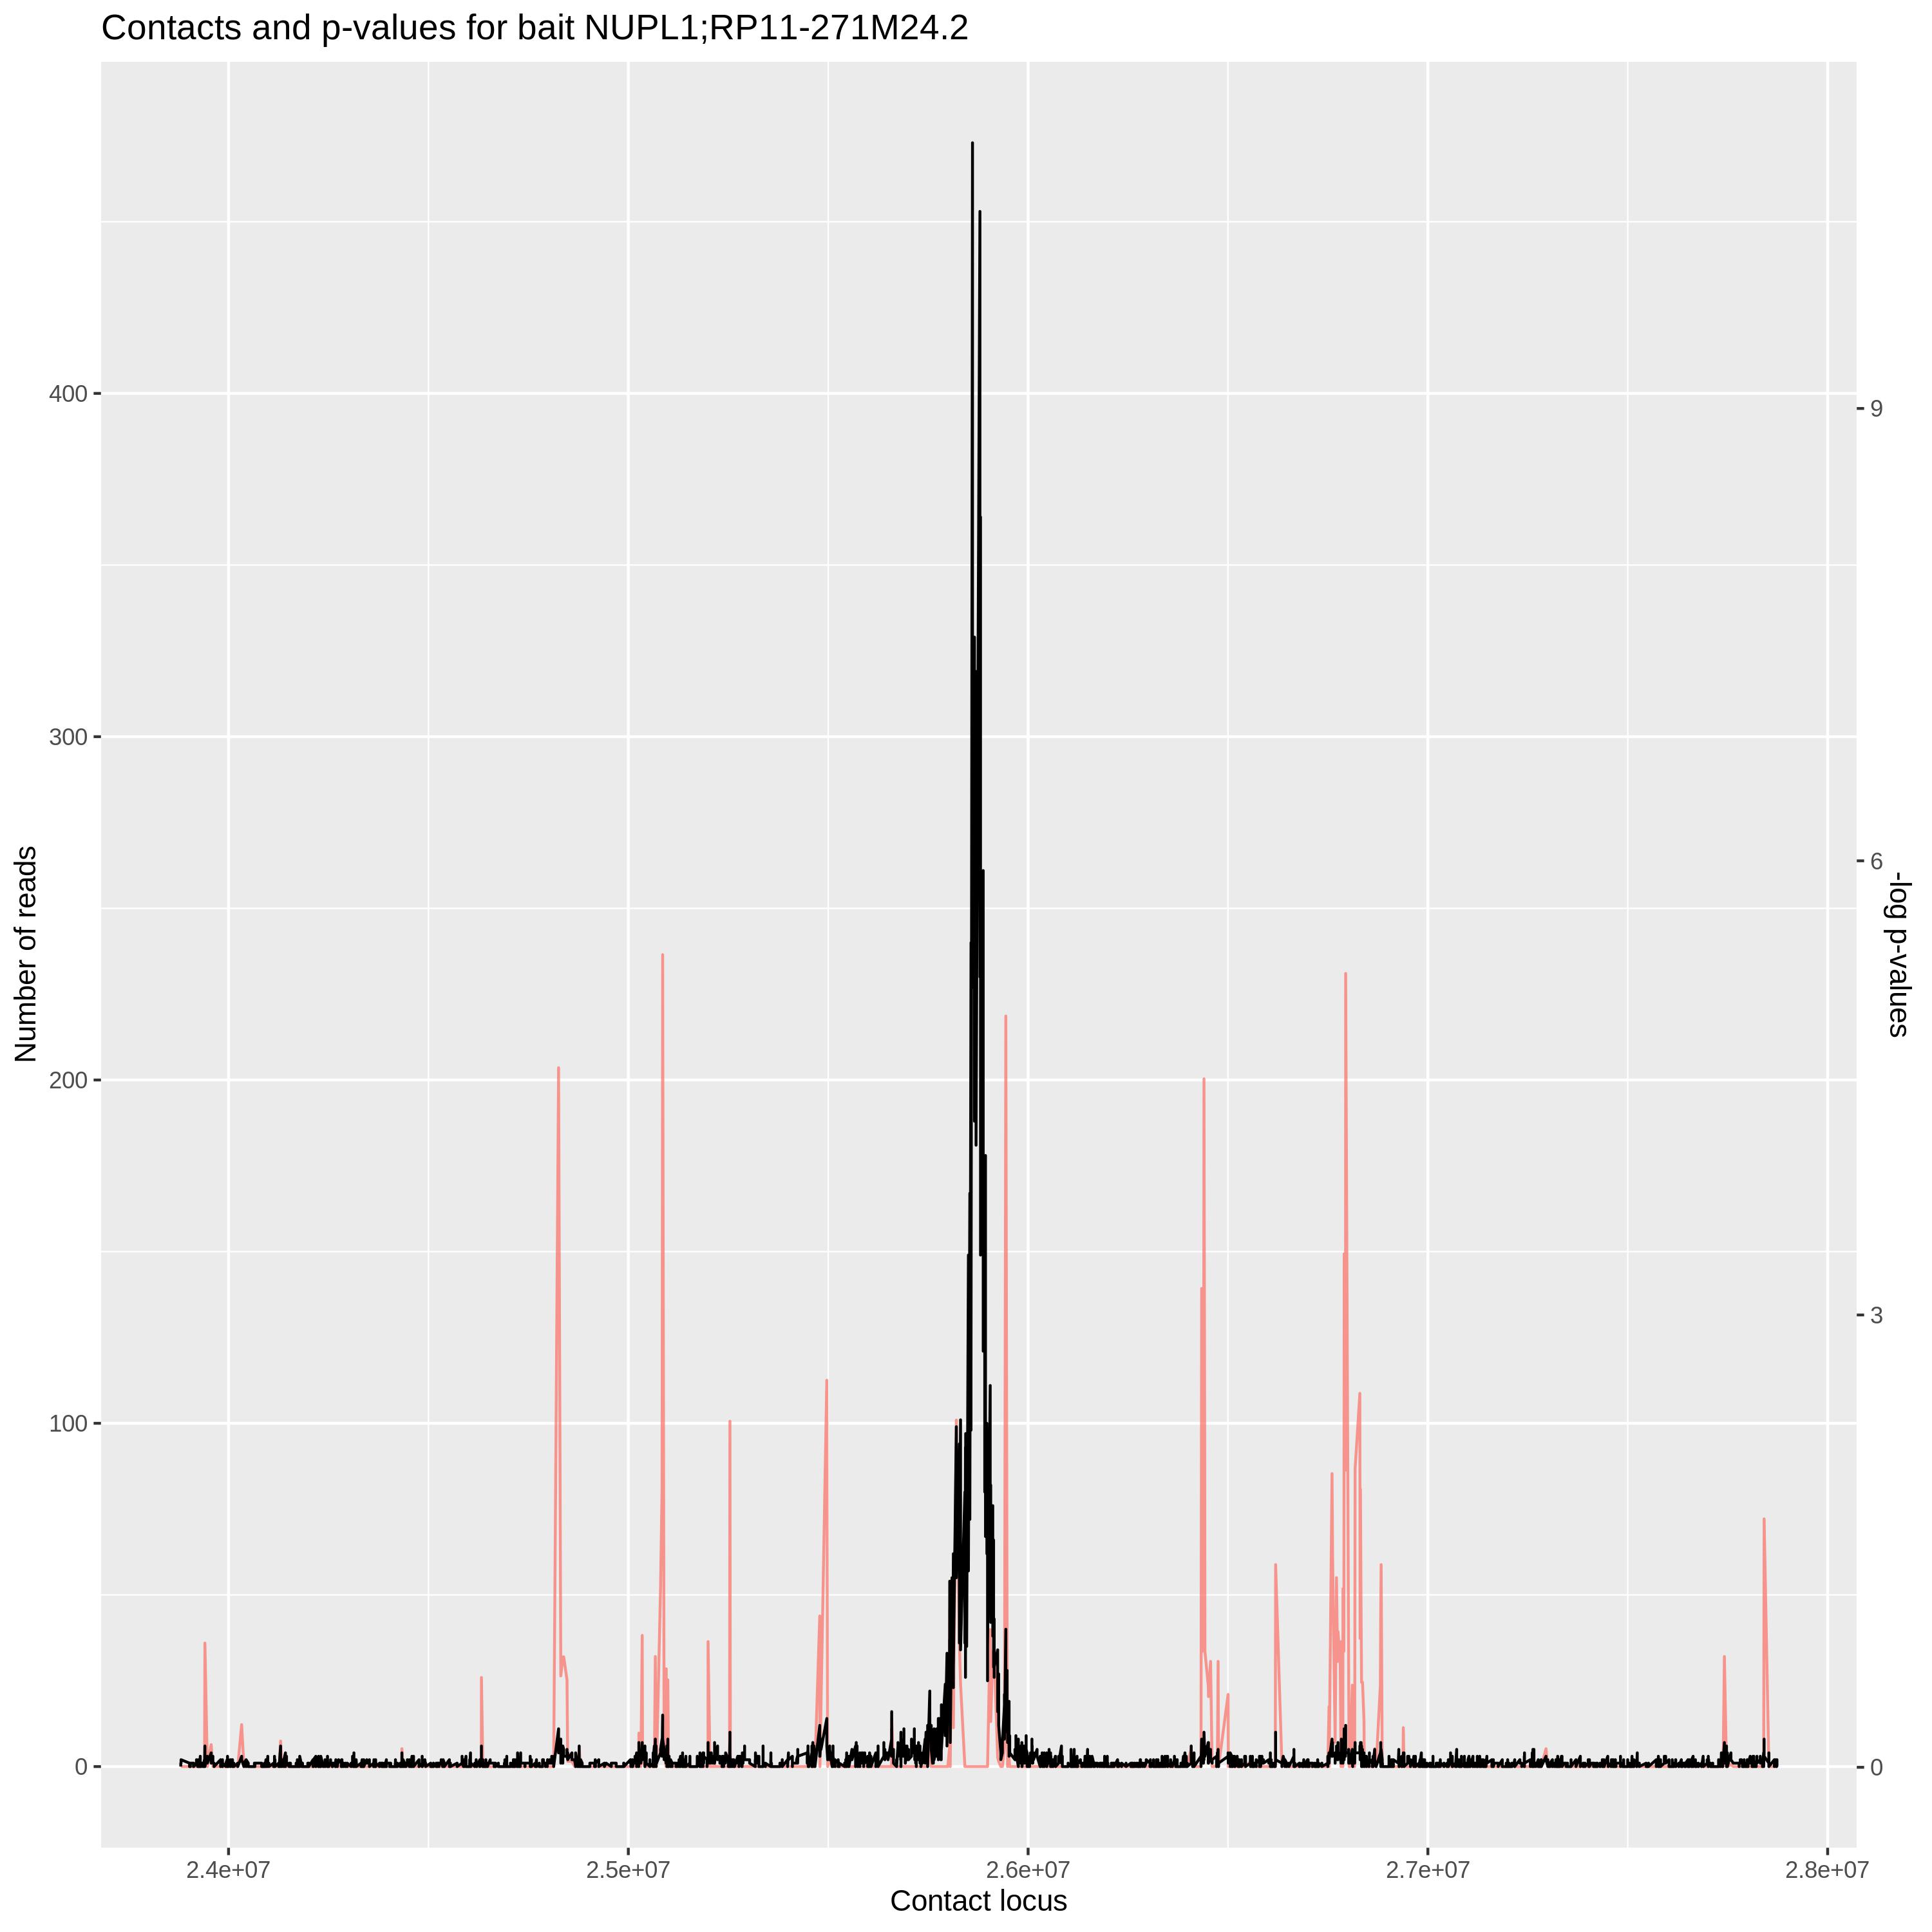 Contacts and p-values for bait NUPL1;RP11-271M24.2
Number of reads
400
300
200
100
0
9
6
3
0
-log p-values
2.4e+07
2.5e+07
2.6e+07
2.7e+07
2.8e+07
Contact locus